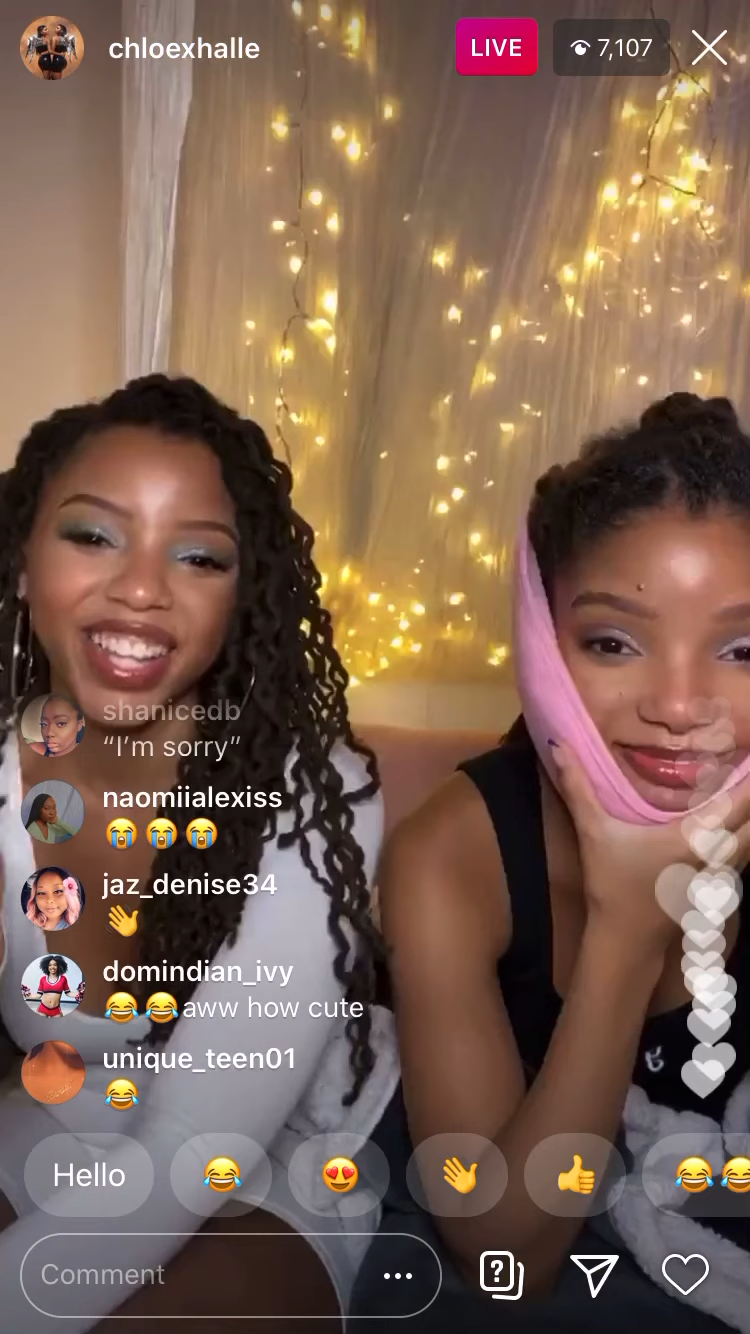 chloexhalle
LIVE
7,107
shanicedb
“I’m sorry”
naomiialexiss
😭😭😭
jaz_denise34
👋
domindian_ivy
😂😂aww how cute
unique_teen01
😂
Hello 😂 😍 👋 👍 😂😂
Comment